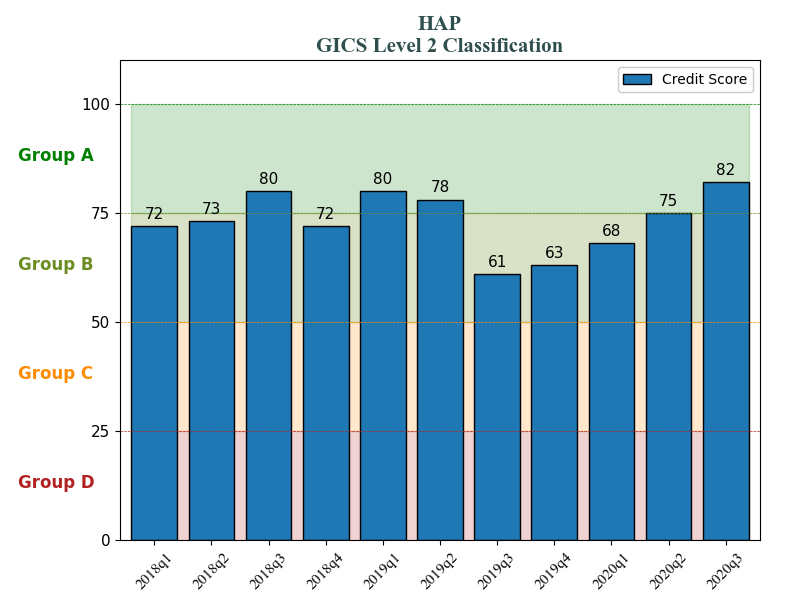 HAP
GICS Level 2 Classification
Credit Score
100
Group A
82
80
80
78
75
75
72
73
72
68
Group B
63
61
50
Group C
25
Group D
0
2018q1
2018q2
2018q3
2018q4
2019q1
2019q2
2019q3
2019q4
2020q1
2020q2
2020q3